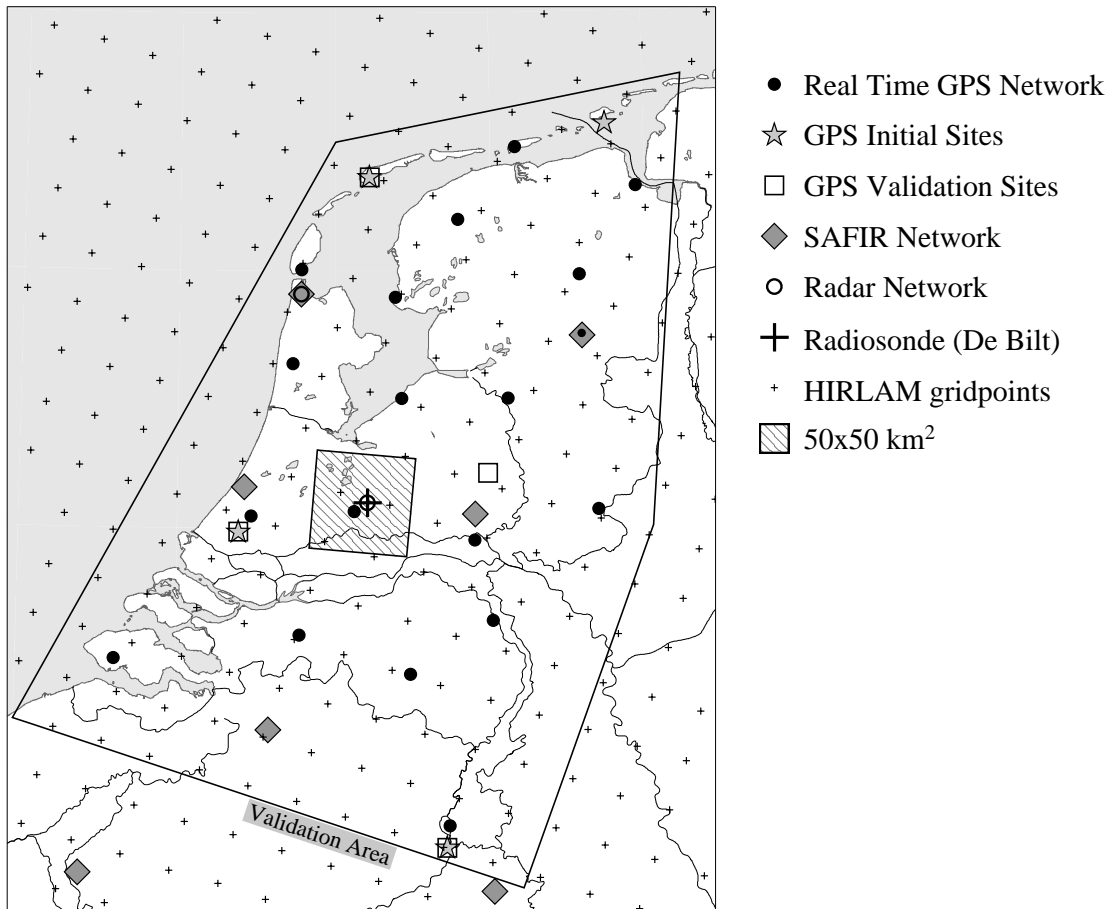 Real Time GPS Network
GPS Initial Sites
GPS Validation Sites
SAFIR Network
Radar Network
Radiosonde (De Bilt)
HIRLAM gridpoints
50x50 km²
Validation Area